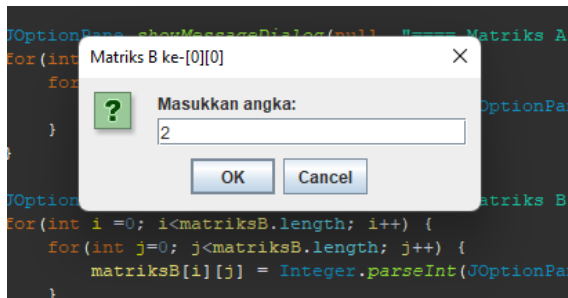 JOptionPane.showMessageDialog(null, "==== Matriks A
for(int
Matriks B ke-[0][0]
for
Masukkan angka:
JOptionPa
}
2
}
OK
Cancel
JOption
atriks B
for(int i =0; i<matriksB.length; i++) {
for(int j=0; j<matriksB.length; j++) {
matriksB[i][j] = Integer.parseInt(JOptionPa
}